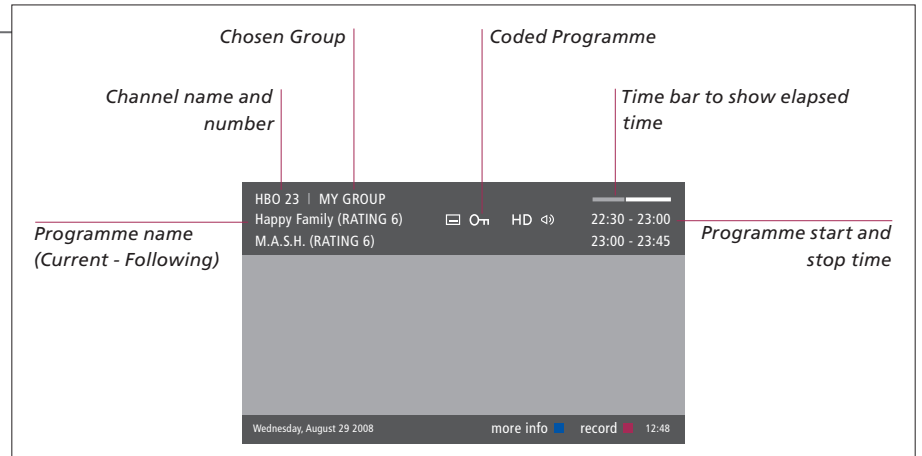 Chosen Group
Coded Programme
Channel name and
number
Time bar to show elapsed
time
HBO 23 | MY GROUP
Happy Family (RATING 6) HD 22:30 - 23:00
M.A.S.H. (RATING 6) 23:00 - 23:45
Programme name
(Current - Following)
Programme start and
stop time
Wednesday, August 29 2008 more info record 12:48